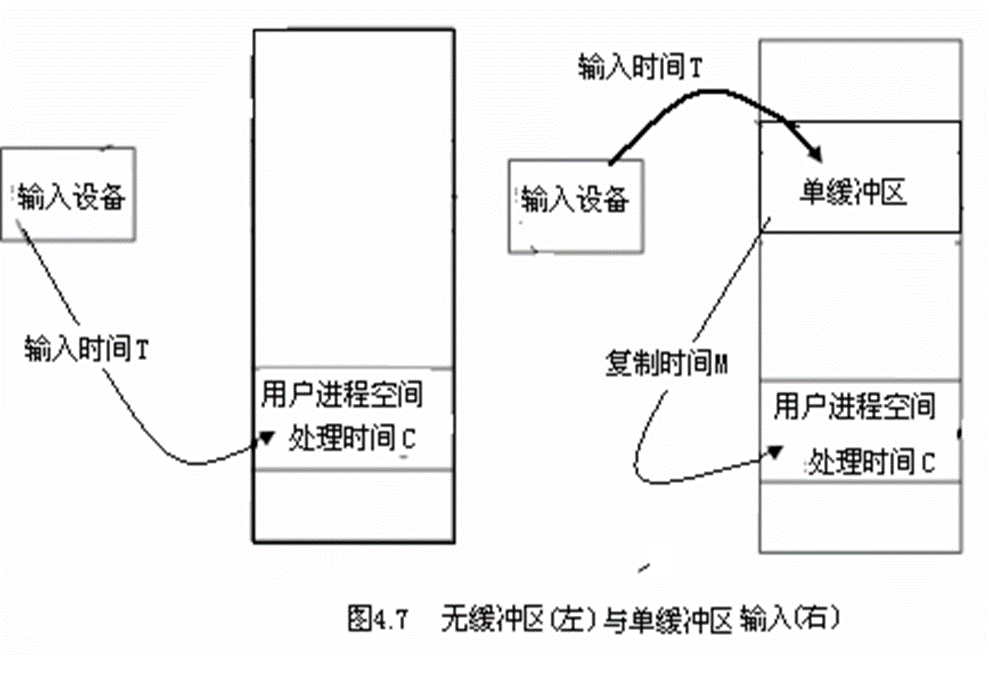 输入设备
输入时间T
用户进程空间
处理时间C
输入时间T
输入设备
单缓冲区
复制时间M
用户进程空间
处理时间C
图4.7 无缓冲区(左)与单缓冲区输入(右)